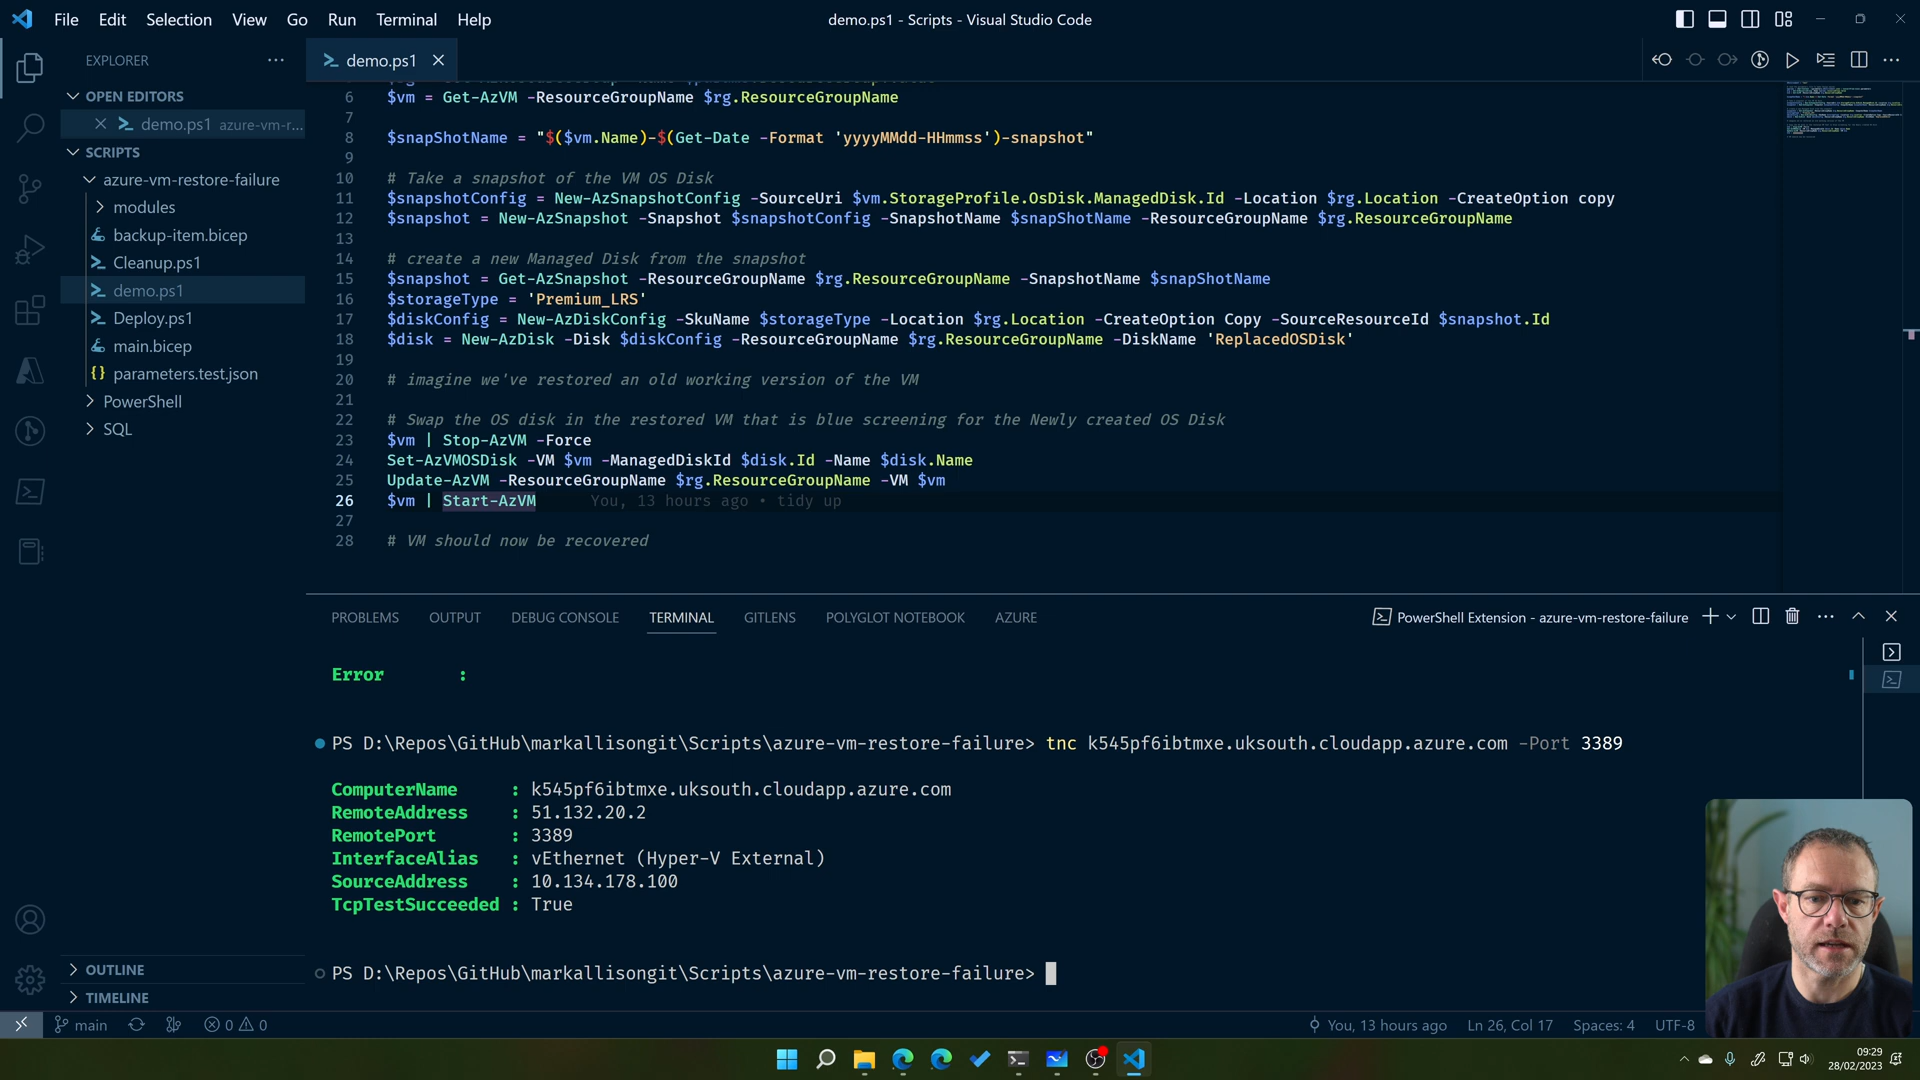 File Edit Selection View Go Run Terminal Help
demo.ps1 - Scripts - Visual Studio Code
EXPLORER
OPEN EDITORS
demo.ps1 azure-vm-r...
SCRIPTS
azure-vm-restore-failure
modules
backup-item.bicep
Cleanup.ps1
demo.ps1
Deploy.ps1
main.bicep
parameters.test.json
PowerShell
SQL
OUTLINE
TIMELINE
demo.ps1
6 $vm = Get-AzVM -ResourceGroupName $rg.ResourceGroupName
7
8 $snapShotName = "$($vm.Name)-$(Get-Date -Format 'yyyyMMdd-HHmmss')-snapshot"
9
10 # Take a snapshot of the VM OS Disk
11 $snapshotConfig = New-AzSnapshotConfig -SourceUri $vm.StorageProfile.OsDisk.ManagedDisk.Id -Location $rg.Location -CreateOption copy
12 $snapshot = New-AzSnapshot -Snapshot $snapshotConfig -SnapshotName $snapShotName -ResourceGroupName $rg.ResourceGroupName
13
14 # create a new Managed Disk from the snapshot
15 $snapshot = Get-AzSnapshot -ResourceGroupName $rg.ResourceGroupName -SnapshotName $snapShotName
16 $storageType = 'Premium_LRS'
17 $diskConfig = New-AzDiskConfig -SkuName $storageType -Location $rg.Location -CreateOption Copy -SourceResourceId $snapshot.Id
18 $disk = New-AzDisk -Disk $diskConfig -ResourceGroupName $rg.ResourceGroupName -DiskName 'ReplacedOSDisk'
19
20 # imagine we've restored an old working version of the VM
21
22 # Swap the OS disk in the restored VM that is blue screening for the Newly created OS Disk
23 $vm | Stop-AzVM -Force
24 Set-AzVMOSDisk -VM $vm -ManagedDiskId $disk.Id -Name $disk.Name
25 Update-AzVM -ResourceGroupName $rg.ResourceGroupName -VM $vm
26 $vm | Start-AzVM You, 13 hours ago • tidy up
27
28 # VM should now be recovered
PROBLEMS OUTPUT DEBUG CONSOLE TERMINAL GITLENS POLYGLOT NOTEBOOK AZURE
PowerShell Extension - azure-vm-restore-failure
Error :
PS D:\Repos\GitHub\markallisongit\Scripts\azure-vm-restore-failure> tnc k545pf6ibtmxe.uksouth.cloudapp.azure.com -Port 3389
ComputerName : k545pf6ibtmxe.uksouth.cloudapp.azure.com
RemoteAddress : 51.132.20.2
RemotePort : 3389
InterfaceAlias : vEthernet (Hyper-V External)
SourceAddress : 10.134.178.100
TcpTestSucceeded : True
PS D:\Repos\GitHub\markallisongit\Scripts\azure-vm-restore-failure>
main 0 0
You, 13 hours ago Ln 26, Col 17 Spaces: 4 UTF-8
09:29
28/02/2023